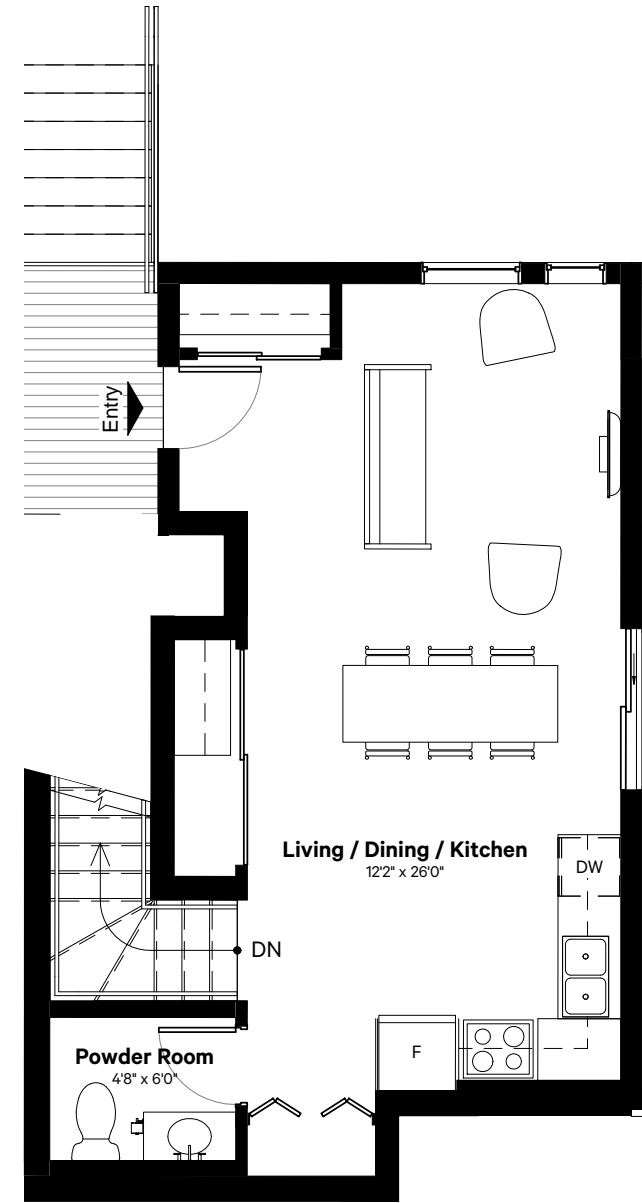 Entry
Living / Dining / Kitchen
12'2" x 26'0"
DW
DN
F
Powder Room
4'8" x 6'0"